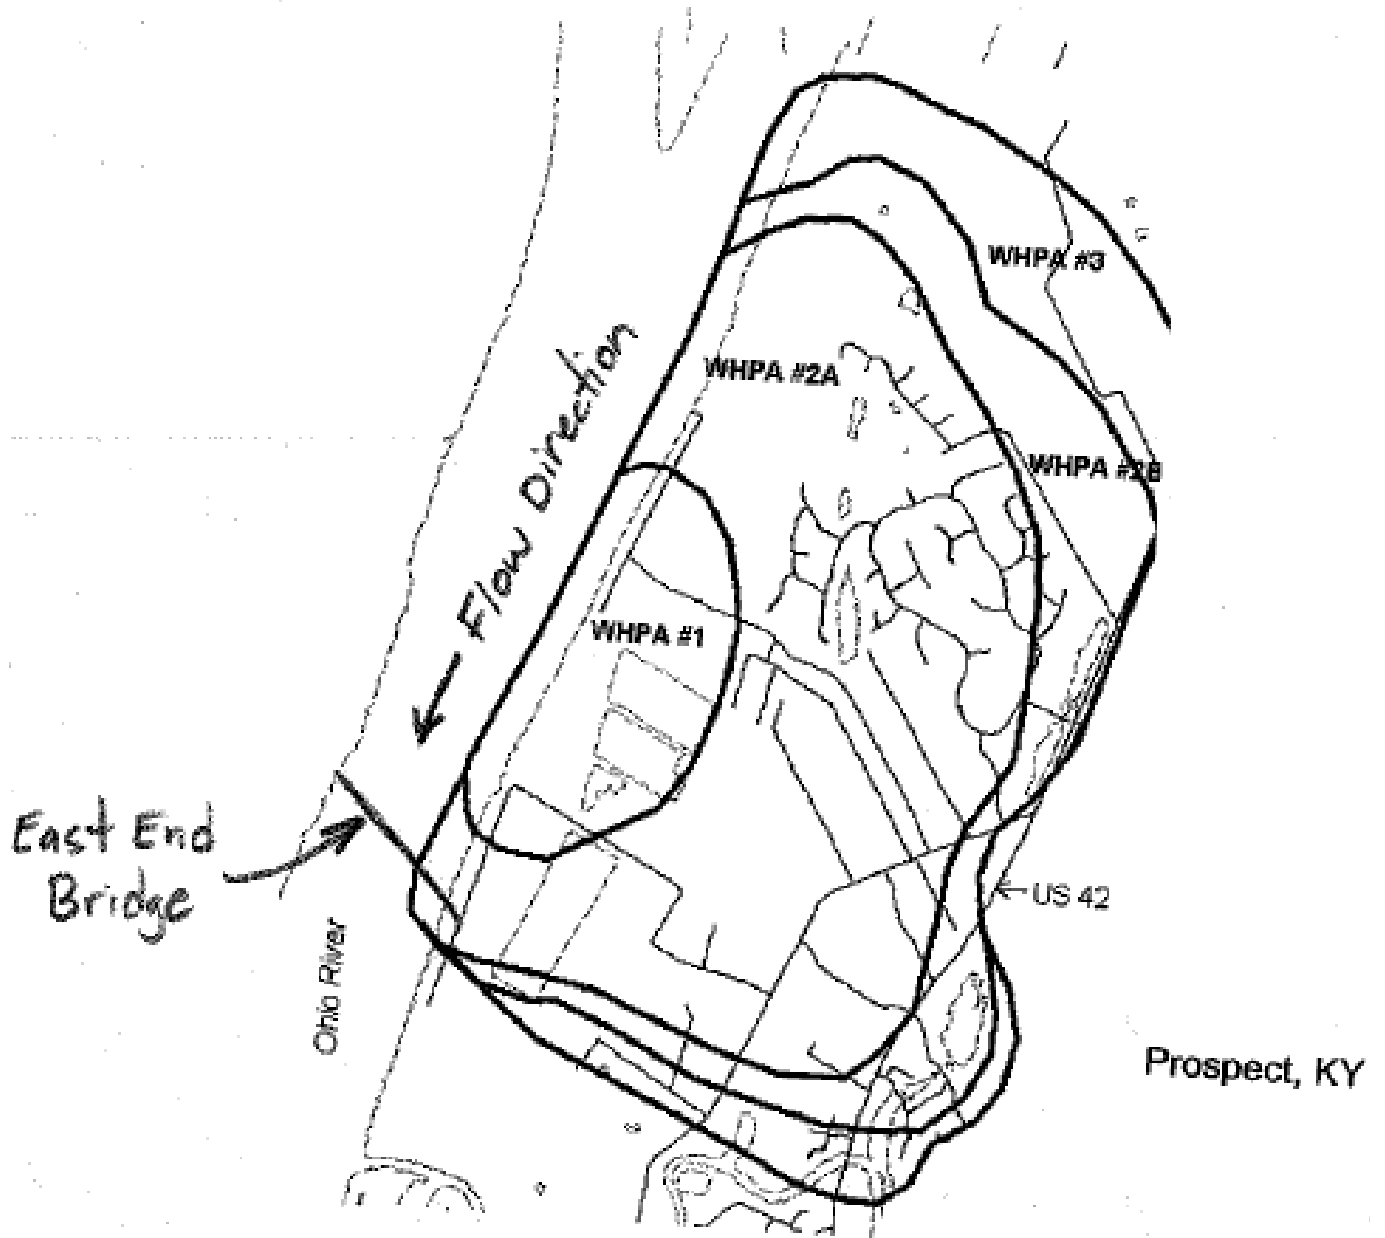 WHPA #3
WHPA #2A
Flow Direction
WHPA #2B
WHPA #1
East End
Bridge
US 42
Ohio River
Prospect, KY